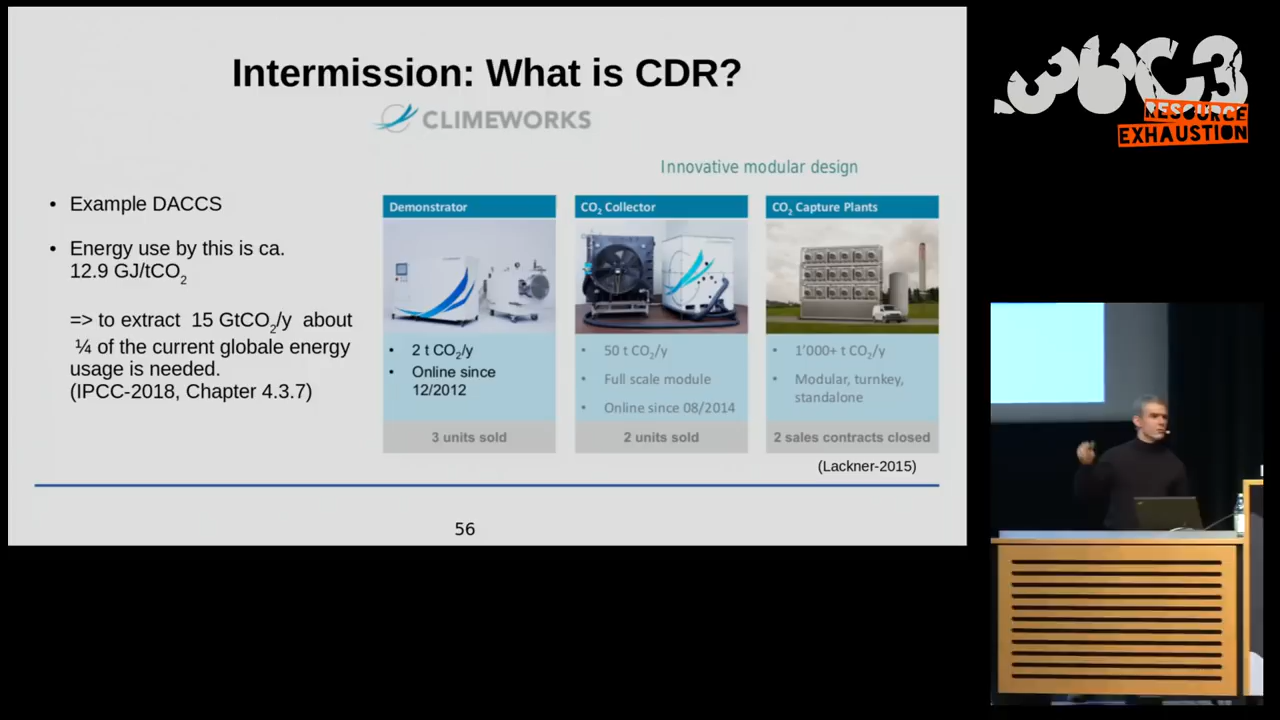 Intermission: What is CDR?
CLIMEWORKS
Innovative modular design
• Example DACCS
• Energy use by this is ca.
12.9 GJ/tCO2
=> to extract 15 GtCO2/y about
¼ of the current globale energy
usage is needed.
(IPCC-2018, Chapter 4.3.7)
Demonstrator
• 2 t CO2/y
• Online since
12/2012
3 units sold
CO2 Collector
• 50 t CO2/y
• Full scale module
• Online since 08/2014
2 units sold
CO2 Capture Plants
• 1'000+ t CO2/y
• Modular, turnkey,
standalone
2 sales contracts closed
(Lackner-2015)
56
36C3
RESOURCE
EXHAUSTION